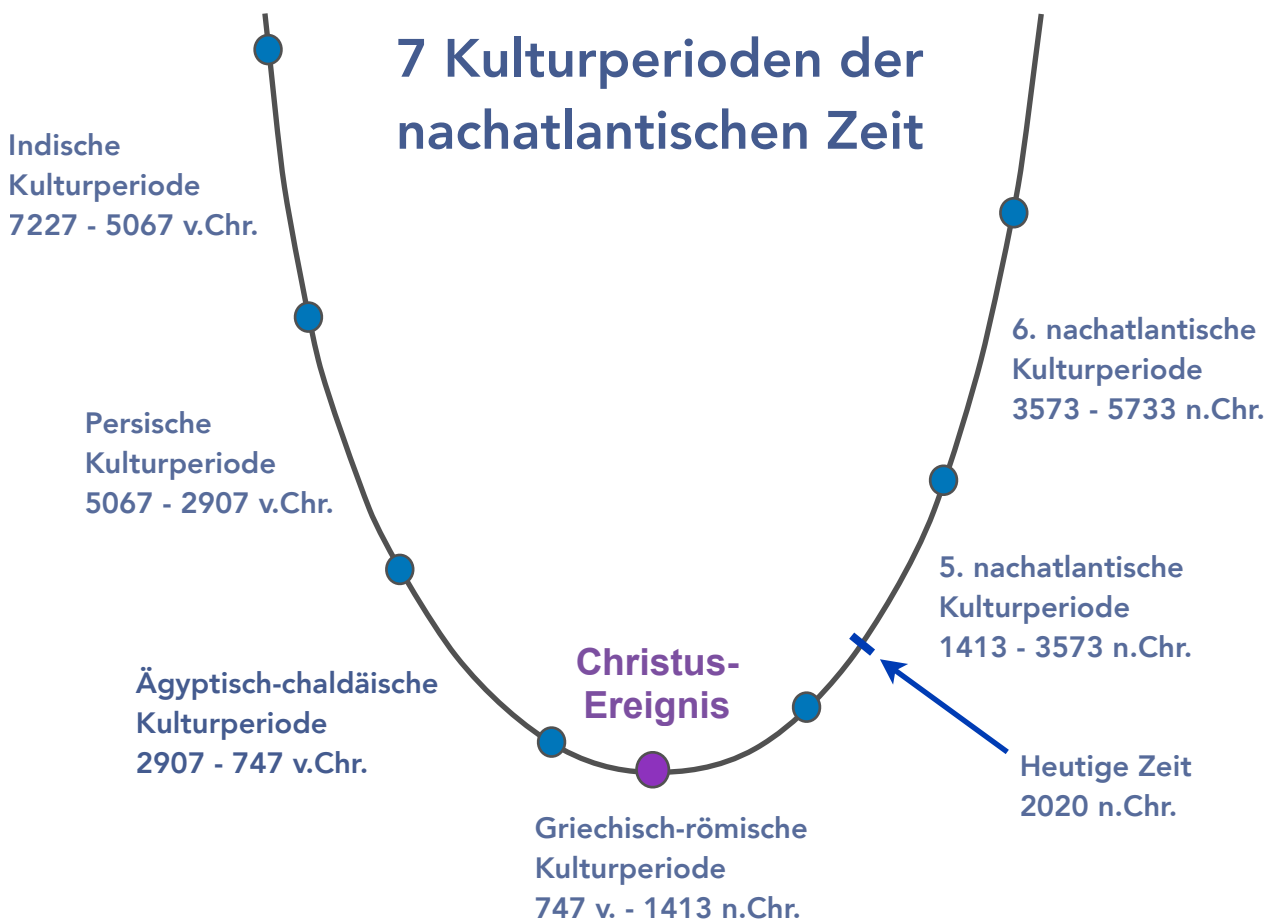 7 Kulturperioden der
nachatlantischen Zeit
Indische
Kulturperiode
7227 - 5067 v.Chr.
Persische
Kulturperiode
5067 - 2907 v.Chr.
Ägyptisch-chaldäische
Kulturperiode
2907 - 747 v.Chr.
Christus-
Ereignis
Griechisch-römische
Kulturperiode
747 v. - 1413 n.Chr.
6. nachatlantische
Kulturperiode
3573 - 5733 n.Chr.
5. nachatlantische
Kulturperiode
1413 - 3573 n.Chr.
Heutige Zeit
2020 n.Chr.